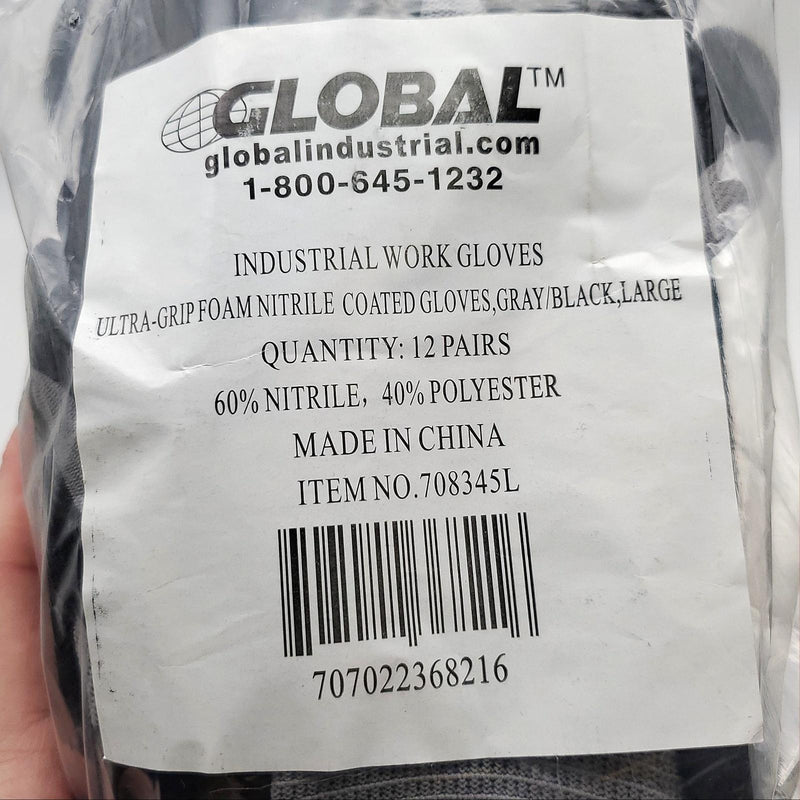 GLOBAL™
globalindustrial.com
1-800-645-1232
INDUSTRIAL WORK GLOVES
ULTRA-GRIP FOAM NITRILE COATED GLOVES,GRAY/BLACK,LARGE
QUANTITY: 12 PAIRS
60% NITRILE, 40% POLYESTER
MADE IN CHINA
ITEM NO.708345L
707022368216